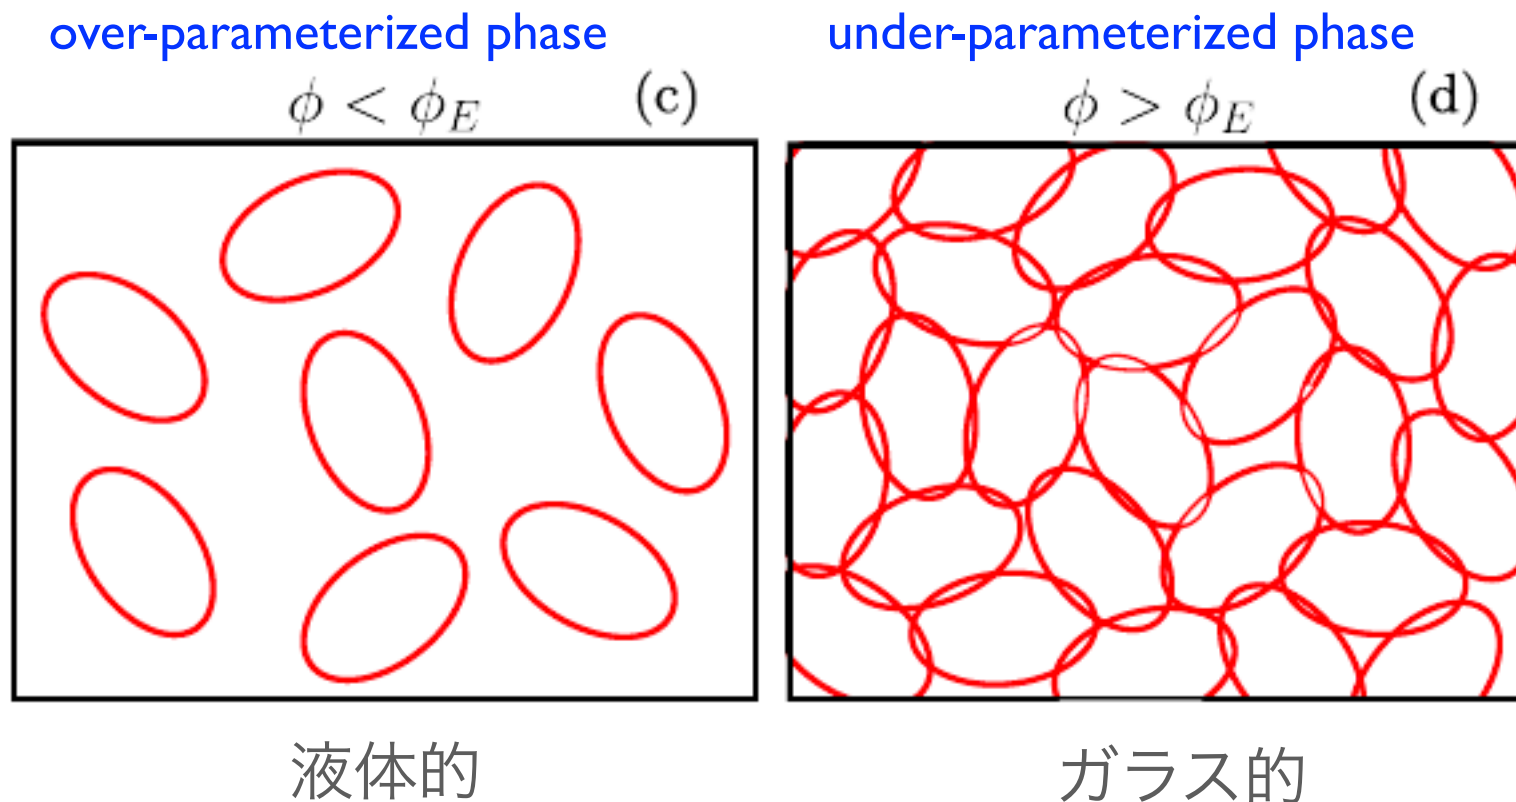 over-parameterized phase
ϕ < ϕ_E (c)
液体的
under-parameterized phase
ϕ > ϕ_E (d)
ガラス的